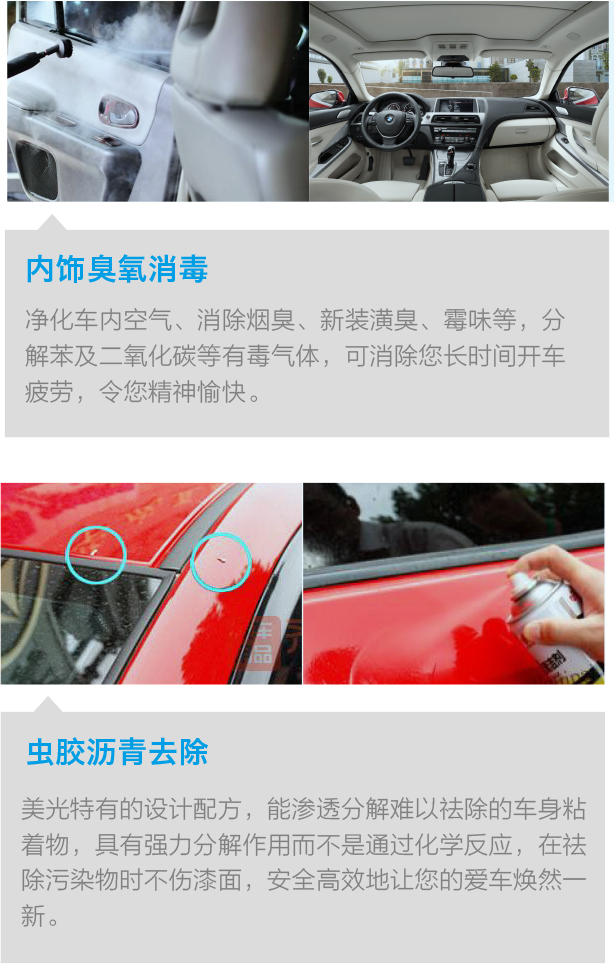 内饰臭氧消毒
净化车内空气、消除烟臭、新装潢臭、霉味等，分
解苯及二氧化碳等有毒气体，可消除您长时间开车
疲劳，令您精神愉快。
虫胶沥青去除
美光特有的设计配方，能渗透分解难以祛除的车身粘
着物，具有强力分解作用而不是通过化学反应，在祛
除污染物时不伤漆面，安全高效地让您的爱车焕然一
新。